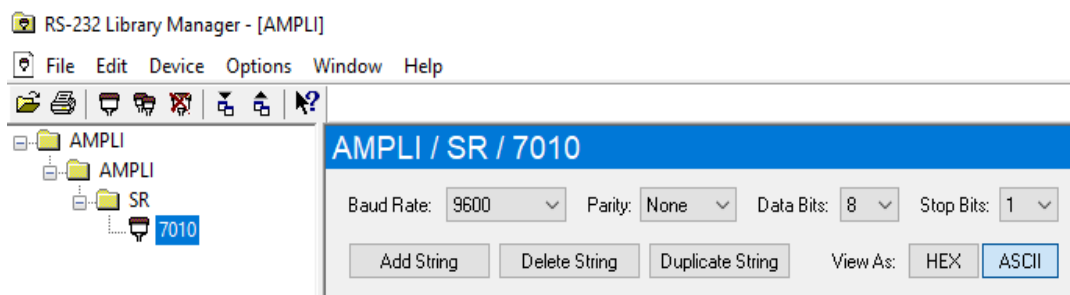 RS-232 Library Manager - [AMPLI]
File Edit Device Options Window Help
AMPLI
AMPLI
SR
7010
AMPLI / SR / 7010
Baud Rate: 9600 Parity: None Data Bits: 8 Stop Bits: 1
Add String Delete String Duplicate String View As: HEX ASCII